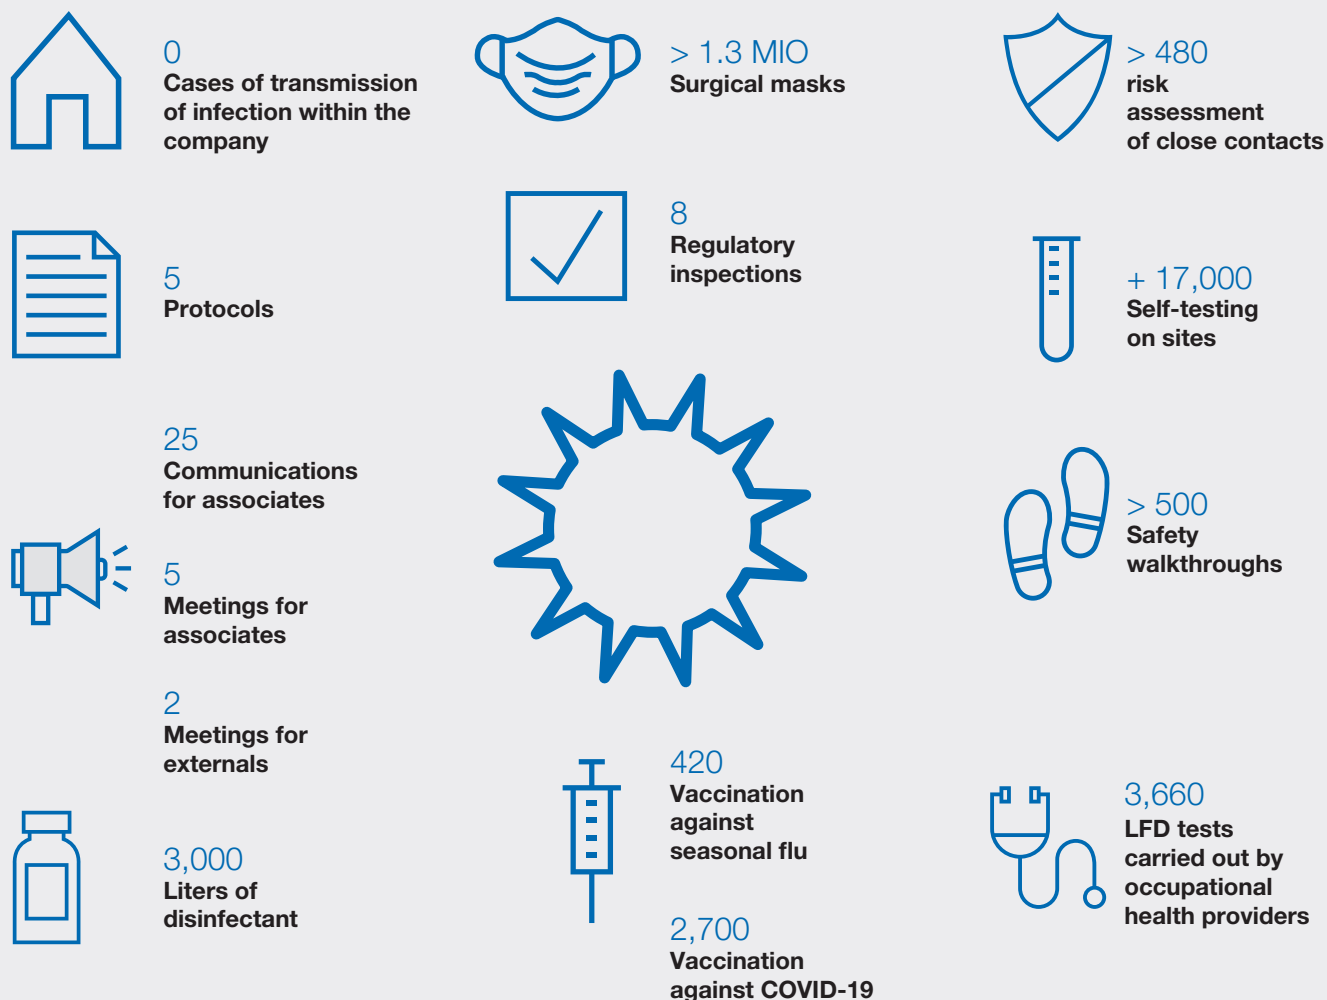 0
Cases of transmission
of infection within the
company
5
Protocols
25
Communications
for associates
5
Meetings for
associates
2
Meetings for
externals
3,000
Liters of
disinfectant
> 1.3 MIO
Surgical masks
8
Regulatory
inspections
420
Vaccination
against
seasonal flu
2,700
Vaccination
against COVID-19
> 480
risk
assessment
of close contacts
+ 17,000
Self-testing
on sites
> 500
Safety
walkthroughs
3,660
LFD tests
carried out by
occupational
health providers